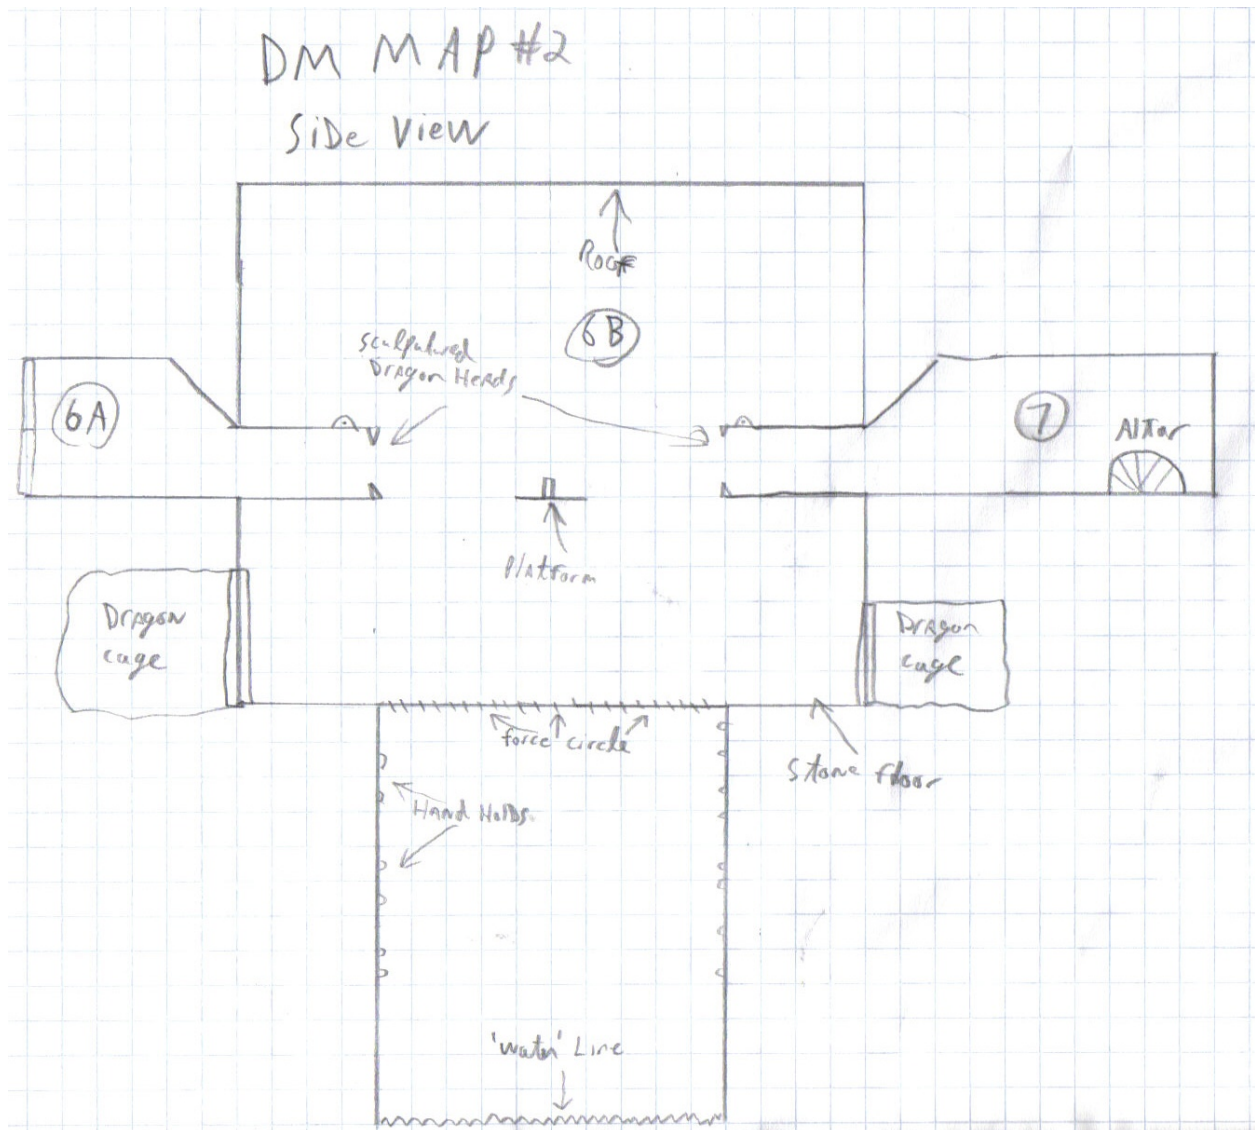 DM MAP #2
SiDe View
Roof
6B
sculputured
Dragon Heads
6A
7
Altar
Platform
Dragon
cage
Dragon
cage
force circle
Stone floor
Hand Holds
'water' Line